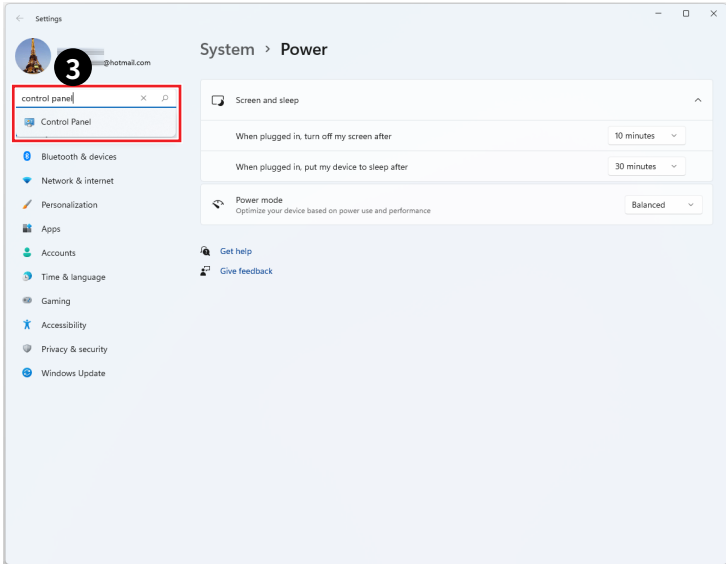 Settings
@hotmail.com
3
control panel
Control Panel
Bluetooth & devices
Network & internet
Personalization
Apps
Accounts
Time & language
Gaming
Accessibility
Privacy & security
Windows Update
System > Power
Screen and sleep
When plugged in, turn off my screen after
10 minutes
When plugged in, put my device to sleep after
30 minutes
Power mode
Optimize your device based on power use and performance
Balanced
Get help
Give feedback